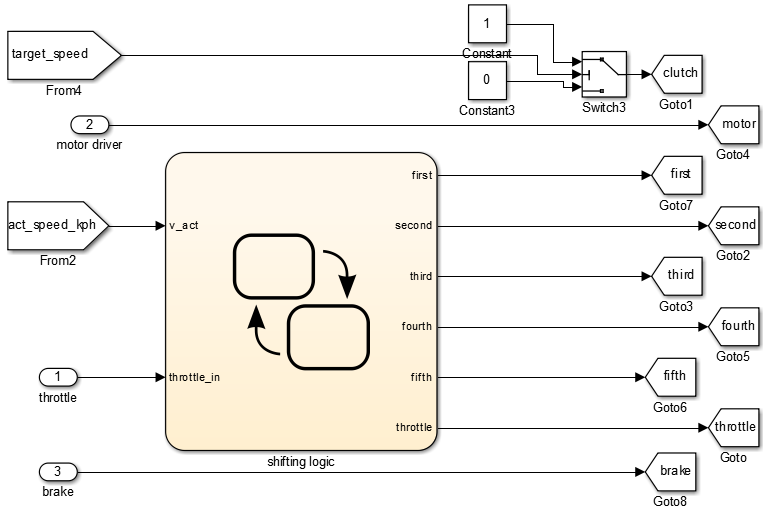 1
target_speed
Constant
From4
0
clutch
Constant3
Switch3
Goto1
2
motor
motor driver
Goto4
first
first
Goto7
act_speed_kph
v_act
second
second
From2
Goto2
third
third
Goto3
fourth
fourth
Goto5
1
throttle_in
fifth
fifth
throttle
Goto6
throttle
throttle
Goto
shifting logic
3
brake
brake
Goto8